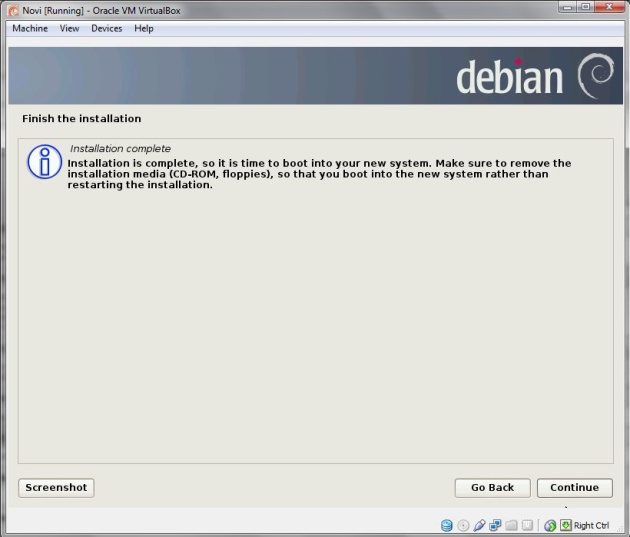 Novi [Running] - Oracle VM VirtualBox
Machine View Devices Help
debian
Finish the installation
Installation complete
Installation is complete, so it is time to boot into your new system. Make sure to remove the
installation media (CD-ROM, floppies), so that you boot into the new system rather than
restarting the installation.
Screenshot Go Back Continue
Right Ctrl